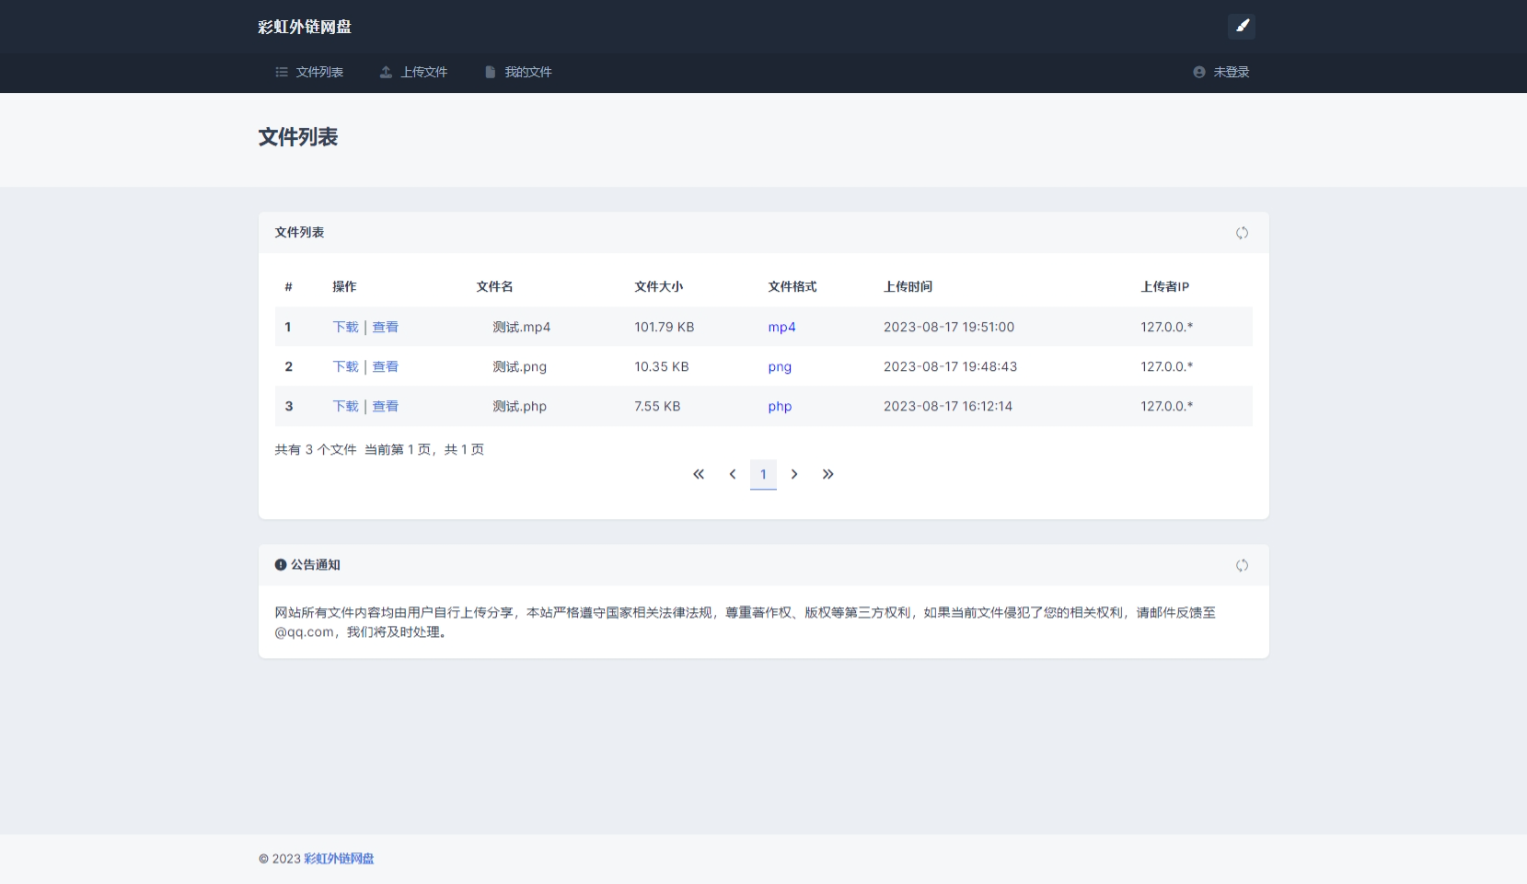 彩虹外链网盘
文件列表 上传文件 我的文件 未登录
文件列表
文件列表
# 操作 文件名 文件大小 文件格式 上传时间 上传者IP
1 下载 | 查看 测试.mp4 101.79 KB mp4 2023-08-17 19:51:00 127.0.0.*
2 下载 | 查看 测试.png 10.35 KB png 2023-08-17 19:48:43 127.0.0.*
3 下载 | 查看 测试.php 7.55 KB php 2023-08-17 16:12:14 127.0.0.*
共有 3 个文件 当前第 1 页，共 1 页
« ‹ 1 › »
公告通知
网站所有文件内容均由用户自行上传分享，本站严格遵守国家相关法律法规，尊重著作权、版权等第三方权利，如果当前文件侵犯了您的相关权利，请邮件反馈至
@qq.com，我们将及时处理。
© 2023 彩虹外链网盘